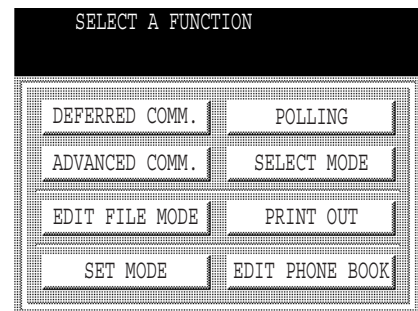 SELECT A FUNCTION
DEFERRED COMM. POLLING
ADVANCED COMM. SELECT MODE
EDIT FILE MODE PRINT OUT
SET MODE EDIT PHONE BOOK